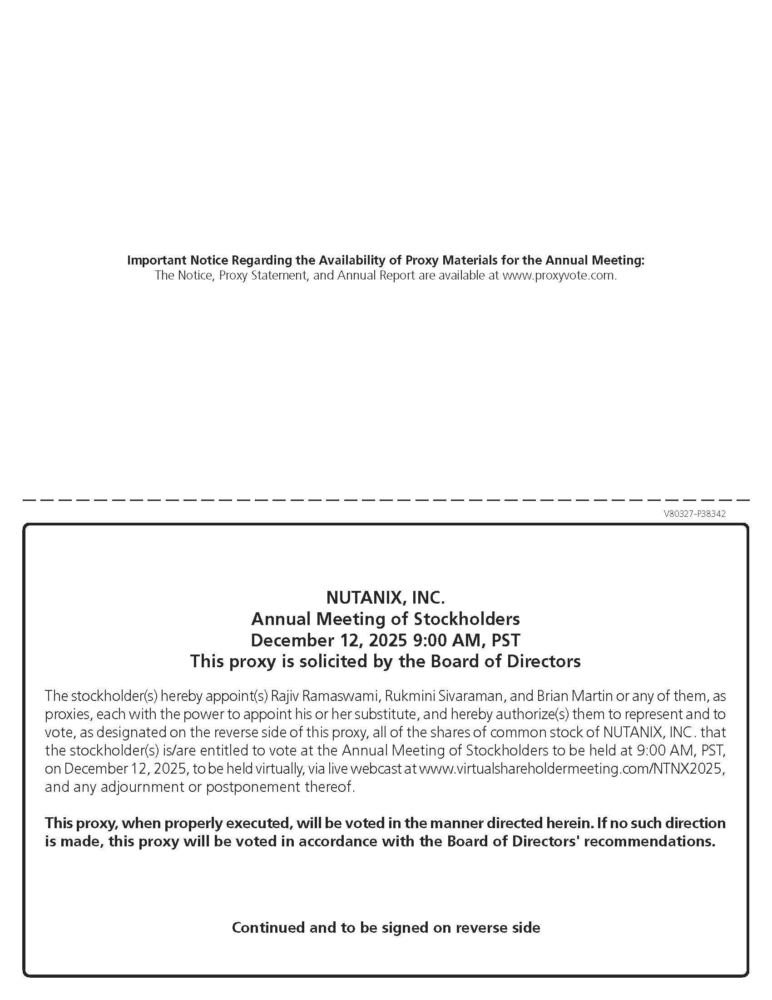 Important Notice Regarding the Availability of Proxy Materials for the Annual Meeting:
The Notice, Proxy Statement, and Annual Report are available at www.proxyvote.com.
V80327-P38342
NUTANIX, INC.
Annual Meeting of Stockholders
December 12, 2025 9:00 AM, PST
This proxy is solicited by the Board of Directors
The stockholder(s) hereby appoint(s) Rajiv Ramaswami, Rukmini Sivaraman, and Brian Martin or any of them, as
proxies, each with the power to appoint his or her substitute, and hereby authorize(s) them to represent and to
vote, as designated on the reverse side of this proxy, all of the shares of common stock of NUTANIX, INC. that
the stockholder(s) is/are entitled to vote at the Annual Meeting of Stockholders to be held at 9:00 AM, PST,
on December 12, 2025, to be held virtually, via live webcast at www.virtualshareholdermeeting.com/NTNX2025,
and any adjournment or postponement thereof.
This proxy, when properly executed, will be voted in the manner directed herein. If no such direction
is made, this proxy will be voted in accordance with the Board of Directors' recommendations.
Continued and to be signed on reverse side